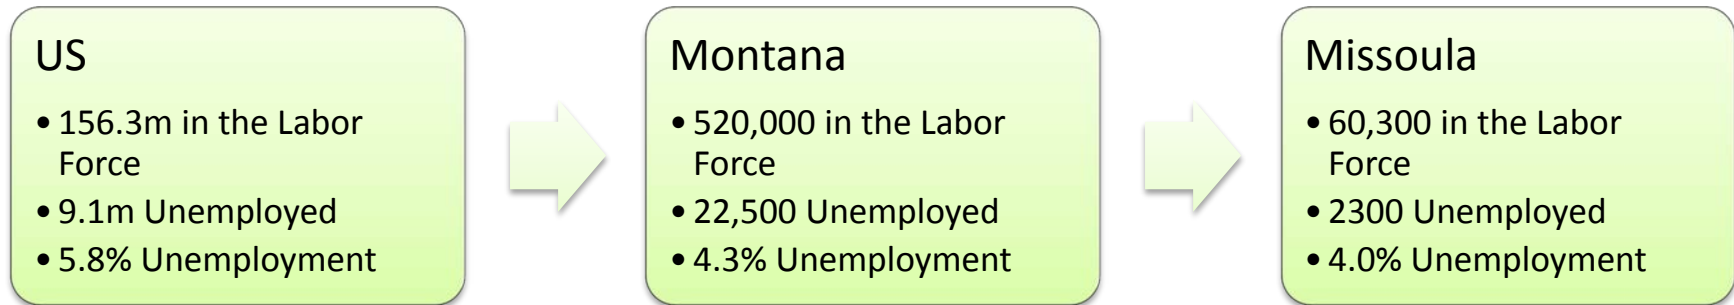 US
• 156.3m in the Labor
Force
• 9.1m Unemployed
• 5.8% Unemployment
Montana
• 520,000 in the Labor
Force
• 22,500 Unemployed
• 4.3% Unemployment
Missoula
• 60,300 in the Labor
Force
• 2300 Unemployed
• 4.0% Unemployment